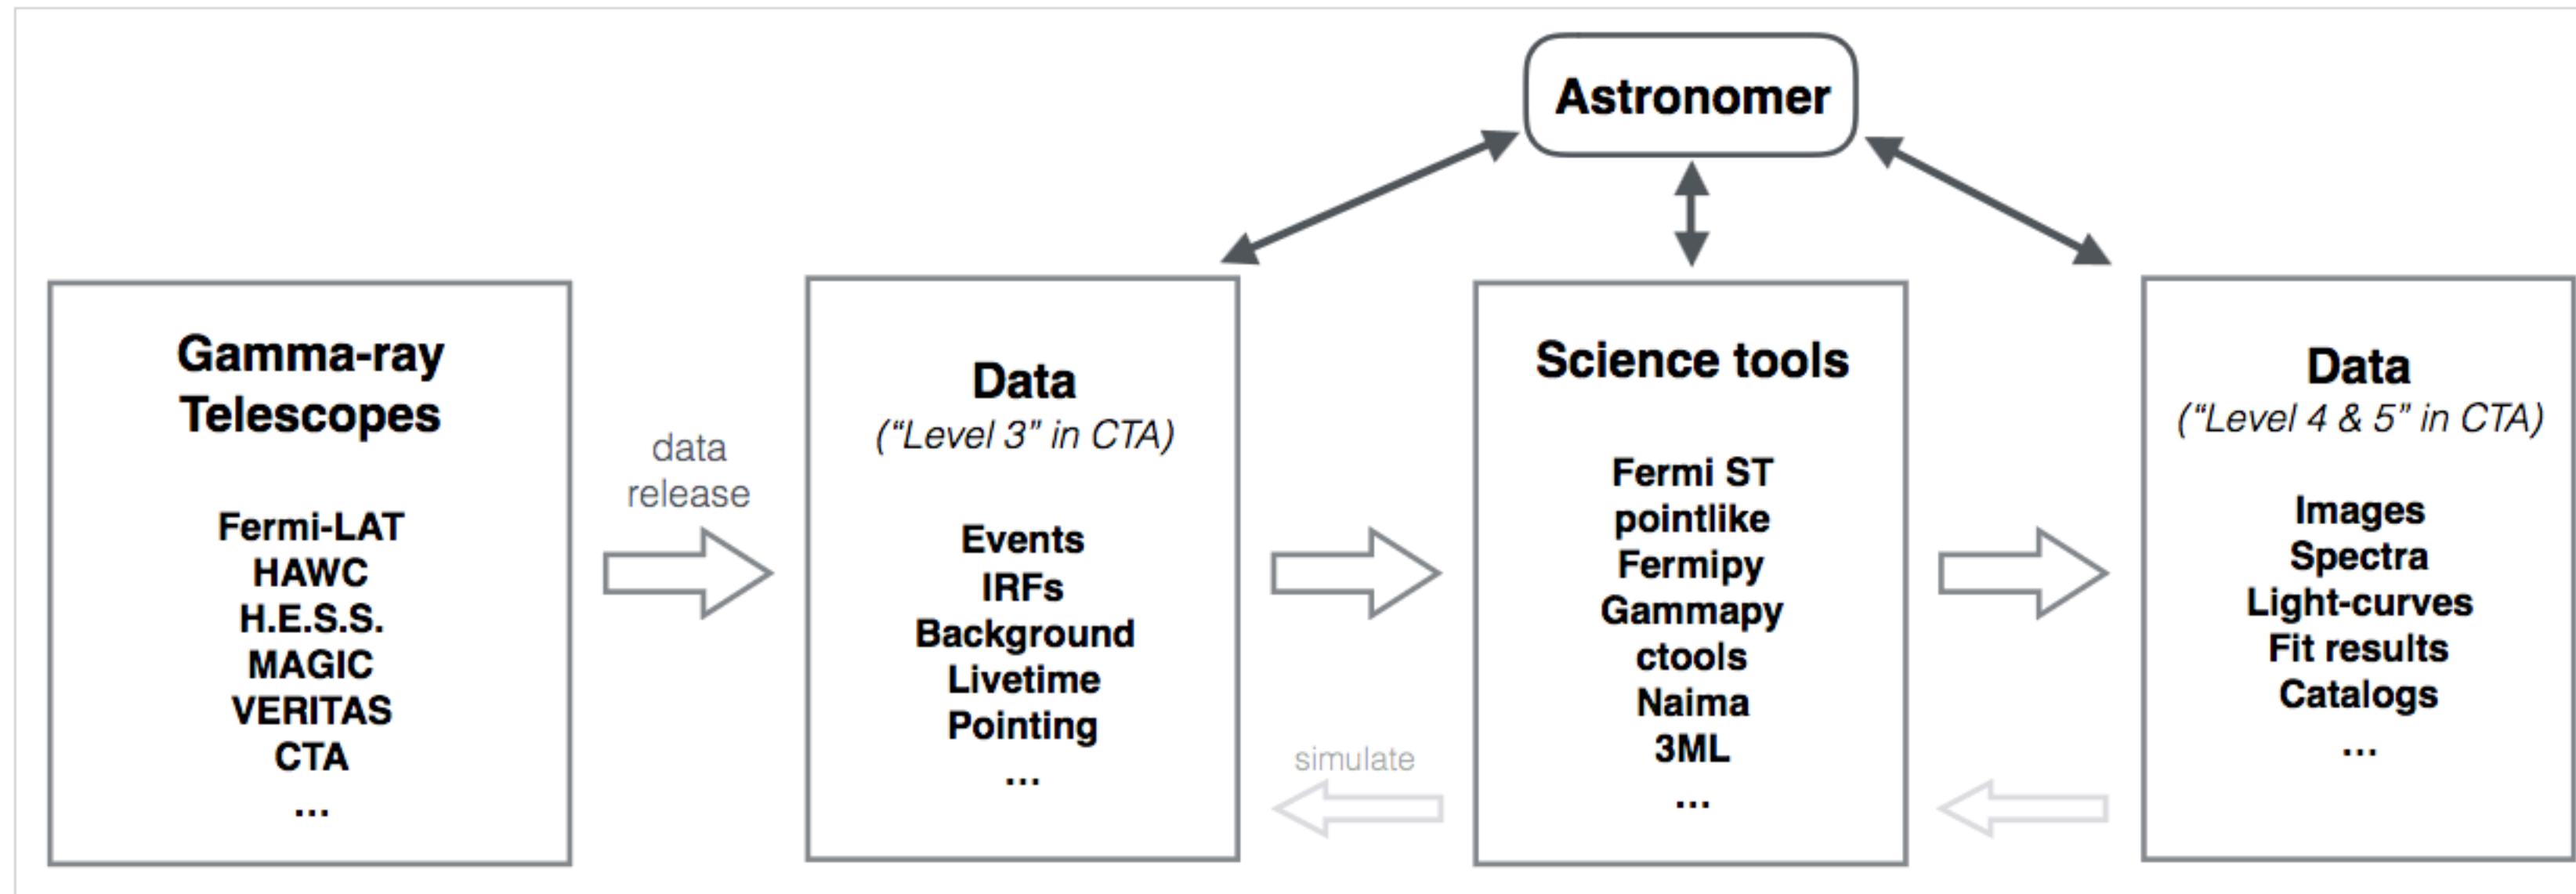 Astronomer
Gamma-ray
Telescopes
Fermi-LAT
HAWC
H.E.S.S.
MAGIC
VERITAS
CTA
...
data
release
Data
(“Level 3” in CTA)
Events
IRFs
Background
Livetime
Pointing
...
simulate
Science tools
Fermi ST
pointlike
Fermipy
Gammapy
ctools
Naima
3ML
...
Data
(“Level 4 & 5” in CTA)
Images
Spectra
Light-curves
Fit results
Catalogs
...